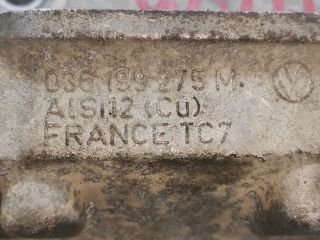 036 199 275 M
AlSi12(Cu)
FRANCE TC7